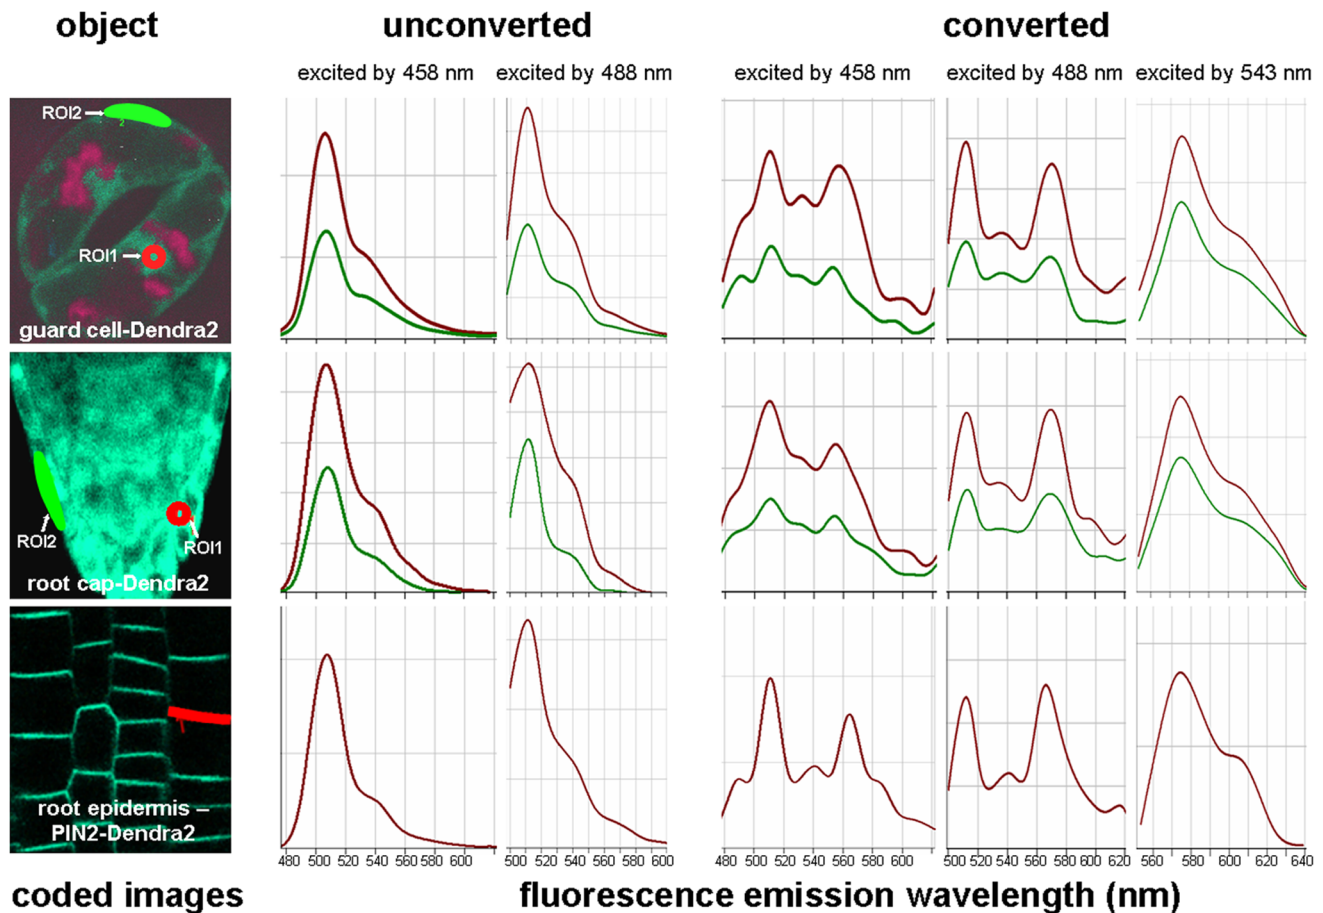 object unconverted converted
excited by 458 nm excited by 488 nm excited by 458 nm excited by 488 nm excited by 543 nm
ROI2
2
ROI1
guard cell-Dendra2
ROI2
ROI1
root cap-Dendra2
root epidermis –
PIN2-Dendra2
480 500 520 540 560 580 600 500 520 540 560 580 600 500 520 540 560 580 600 500 520 540 560 580 600 620 560 580 600 620 640
coded images fluorescence emission wavelength (nm)